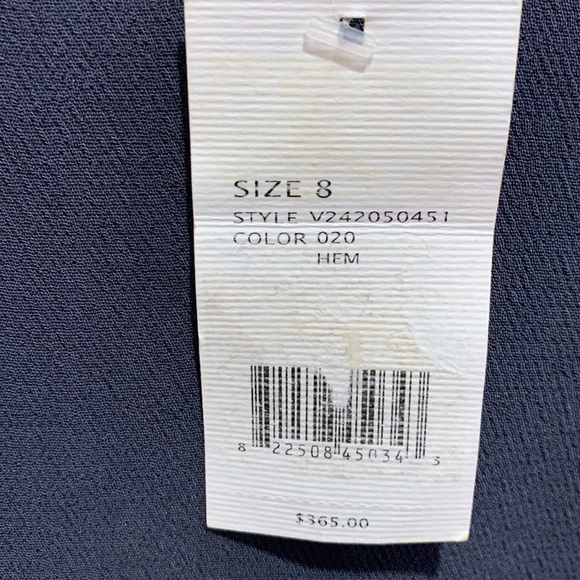 SIZE 8
STYLE V242050451
COLOR 020
HEM
8 22508 45034 3
$365.00